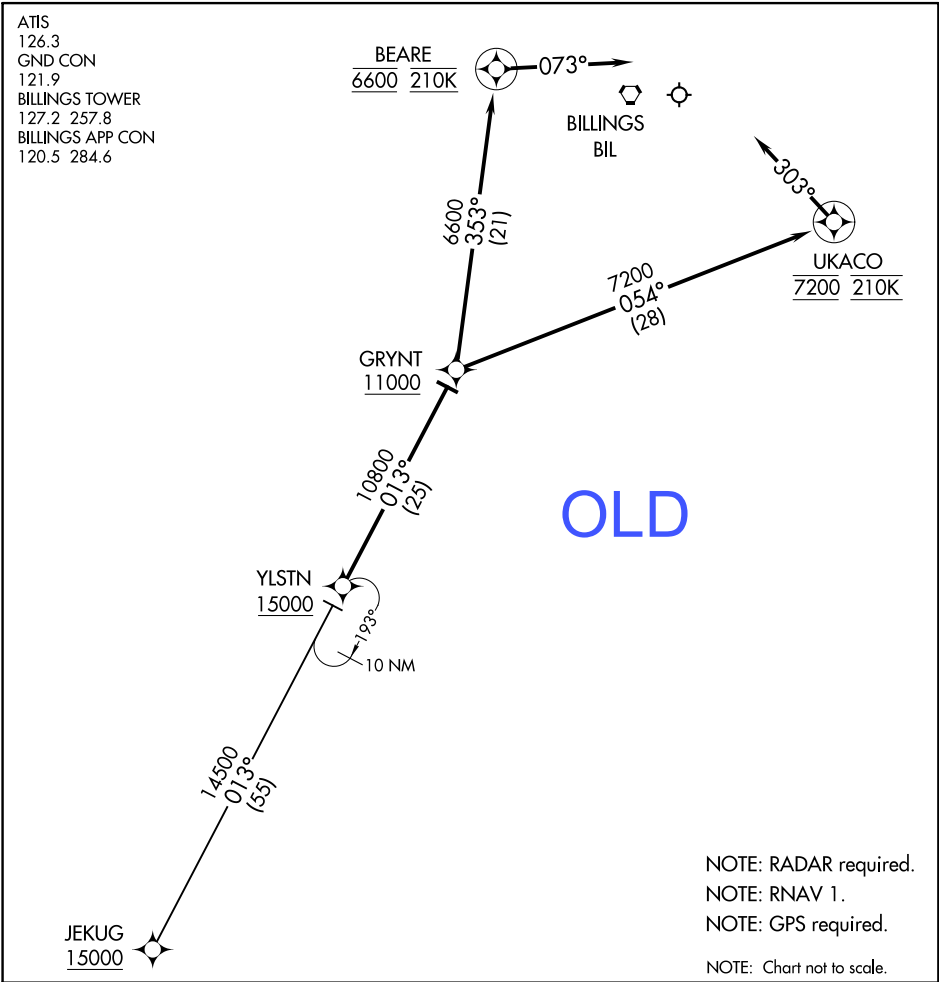 ATIS
126.3
GND CON
121.9
BILLINGS TOWER
127.2 257.8
BILLINGS APP CON
120.5 284.6
BEARE
6600 210K
073°
BILLINGS
BIL
303°
6600
353°
(21)
UKACO
7200 210K
7200
054°
(28)
GRYNT
11000
10800
013°
(25)
OLD
YLSTN
15000
193°
10 NM
14500
013°
(55)
JEKUG
15000
NOTE: RADAR required.
NOTE: RNAV 1.
NOTE: GPS required.
NOTE: Chart not to scale.